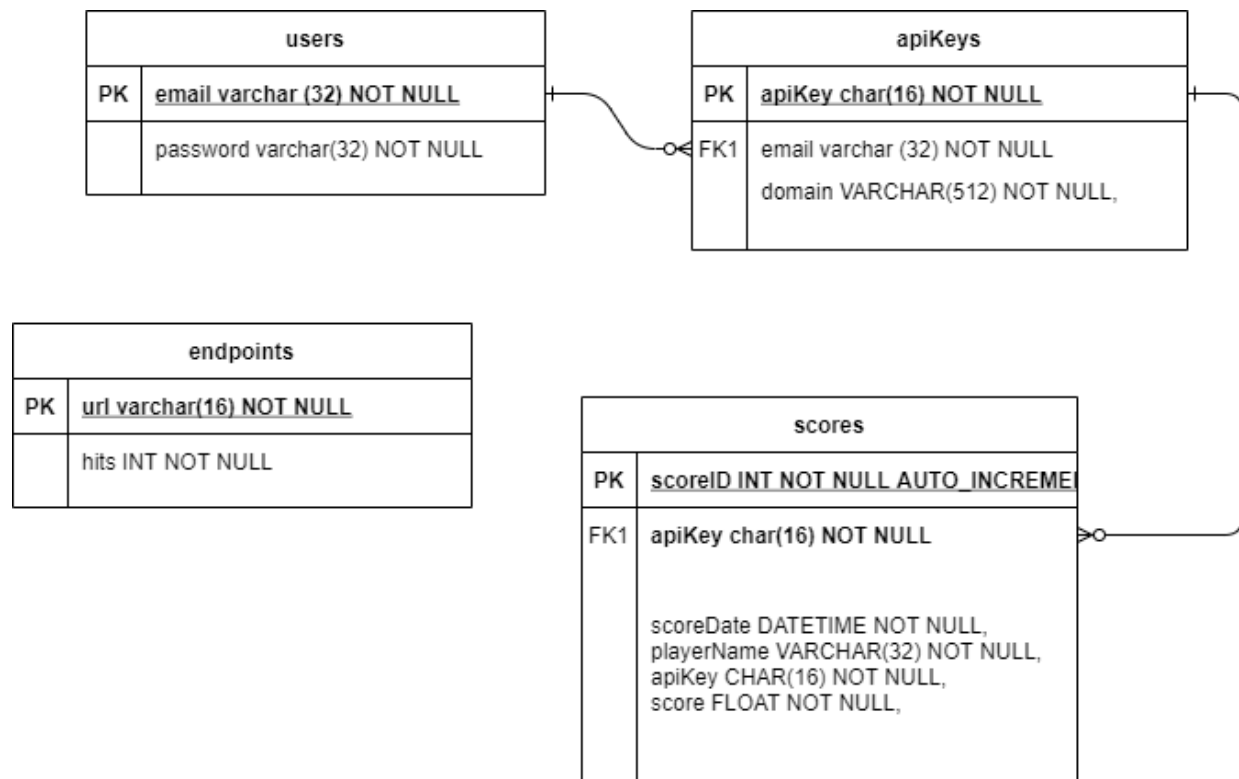 users
PK email varchar (32) NOT NULL
password varchar(32) NOT NULL
apiKeys
PK apiKey char(16) NOT NULL
FK1 email varchar (32) NOT NULL
domain VARCHAR(512) NOT NULL,
endpoints
PK url varchar(16) NOT NULL
hits INT NOT NULL
scores
PK scoreID INT NOT NULL AUTO_INCREME
FK1 apiKey char(16) NOT NULL
scoreDate DATETIME NOT NULL,
playerName VARCHAR(32) NOT NULL,
apiKey CHAR(16) NOT NULL,
score FLOAT NOT NULL,